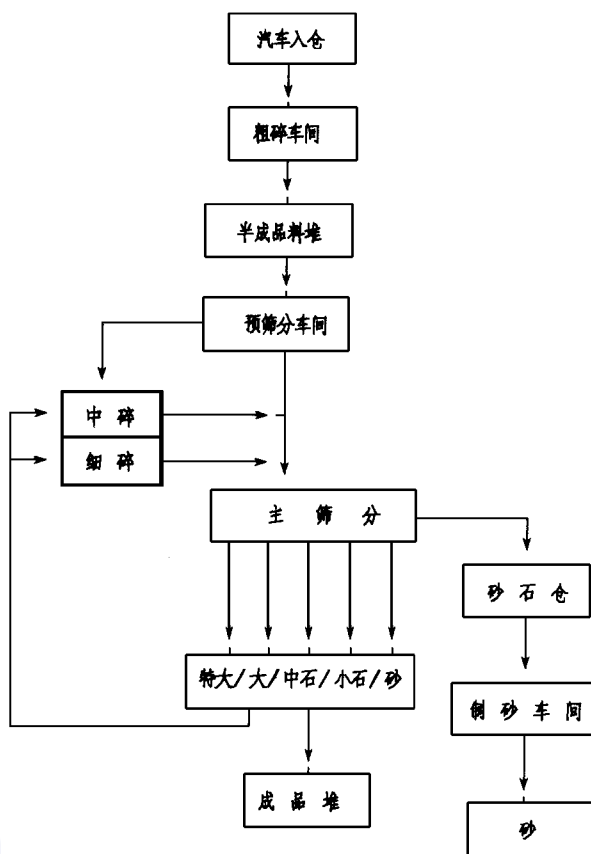 汽车入仓
粗碎车间
半成品料堆
预筛分车间
中碎
细碎
主筛分
砂石仓
特大/大/中石/小石/砂
制砂车间
成品堆
砂